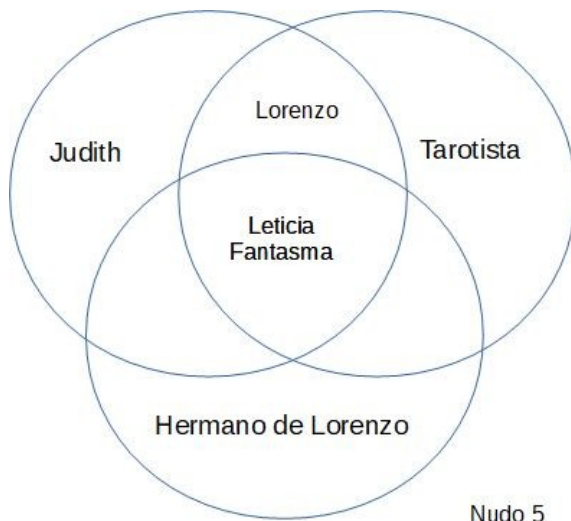 Lorenzo
Judith
Tarotista
Leticia
Fantasma
Hermano de Lorenzo
Nudo 5